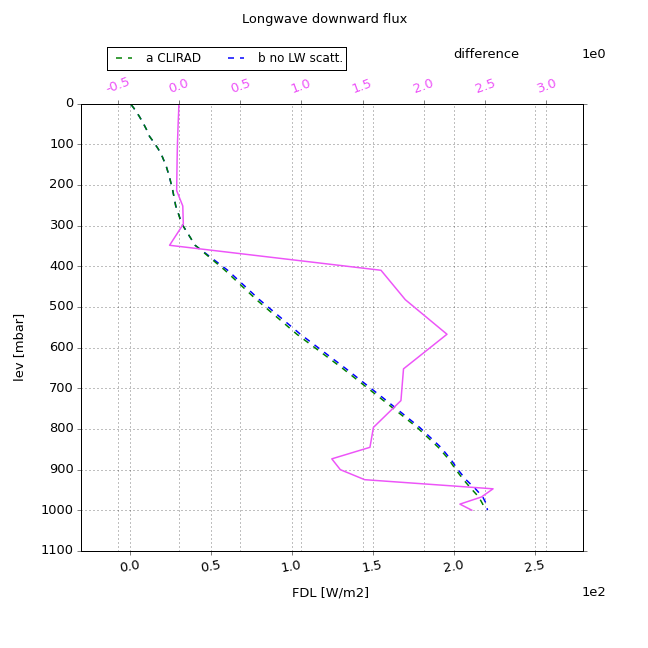 Longwave downward flux
a CLIRAD b no LW scatt.
difference 1e0
-0.5 0.0 0.5 1.0 1.5 2.0 2.5 3.0
0
100
200
300
400
500
600
700
800
900
1000
1100
lev [mbar]
0.0 0.5 1.0 1.5 2.0 2.5
FDL [W/m2] 1e2